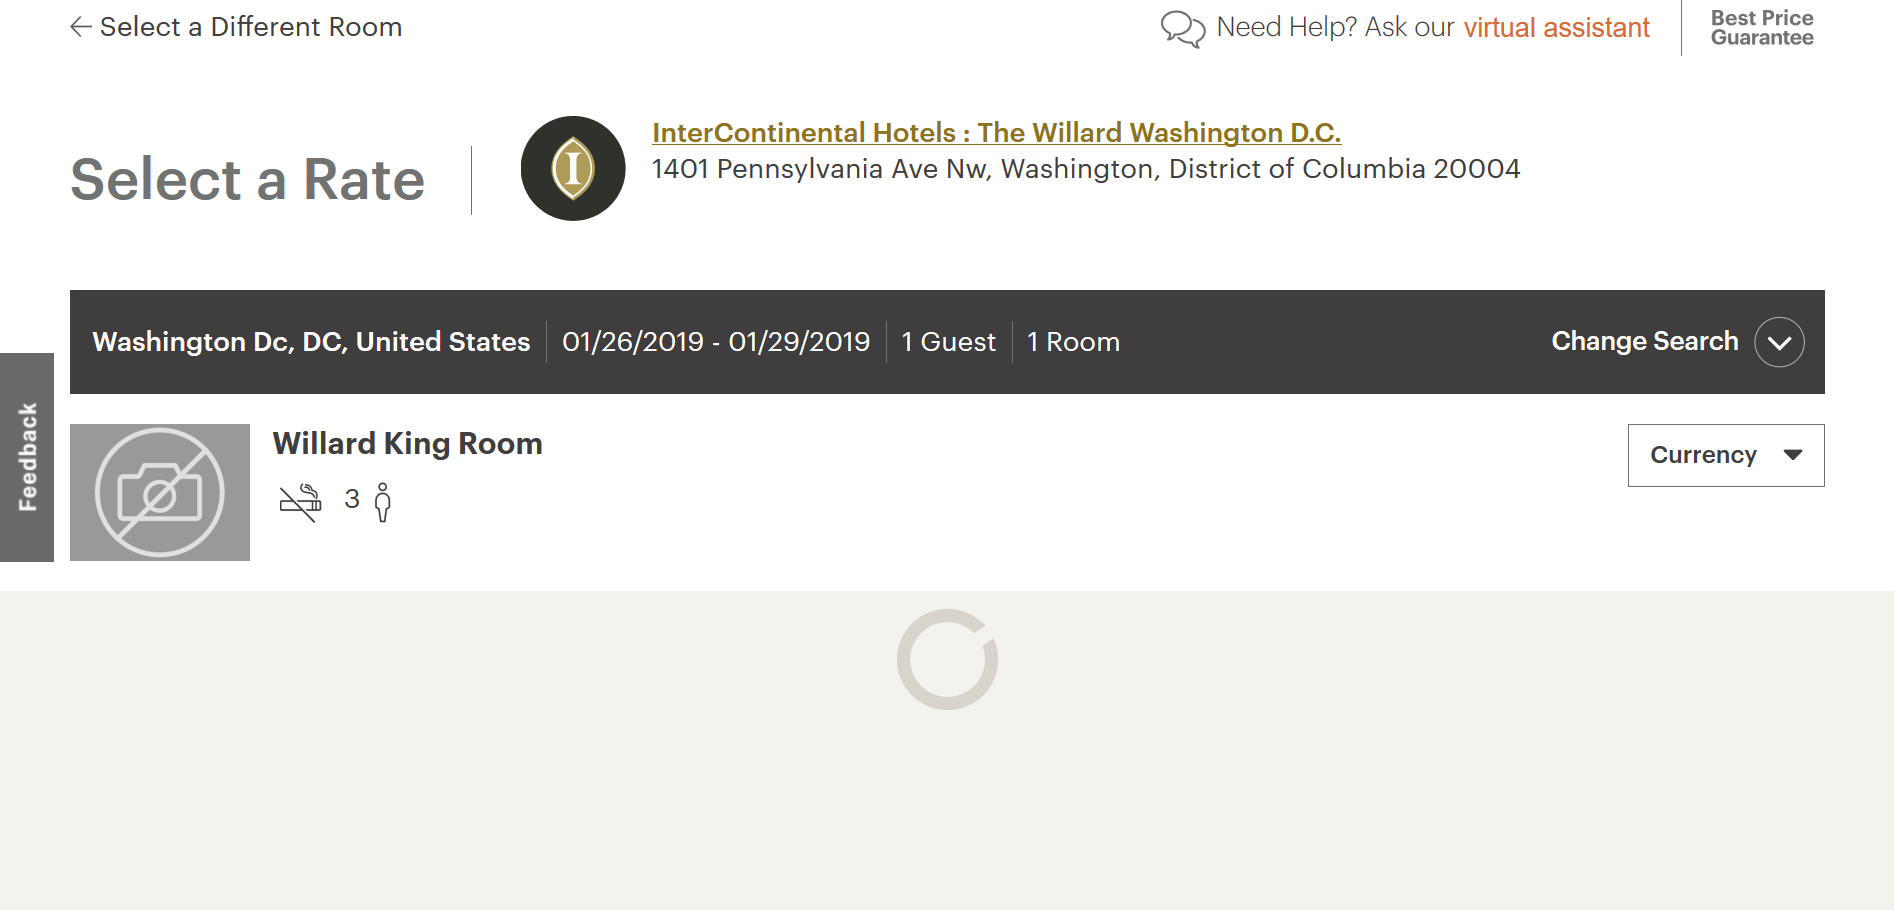 Select a Different Room
Need Help? Ask our virtual assistant
Best Price
Guarantee
Select a Rate
I
InterContinental Hotels : The Willard Washington D.C.
1401 Pennsylvania Ave Nw, Washington, District of Columbia 20004
Washington Dc, DC, United States 01/26/2019 - 01/29/2019 1 Guest 1 Room
Change Search
Feedback
Willard King Room
3
Currency